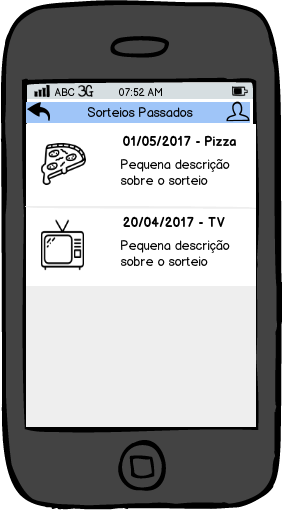 ABC 3G 07:52 AM
Sorteios Passados
01/05/2017 - Pizza
Pequena descrição
sobre o sorteio
20/04/2017 - TV
Pequena descrição
sobre o sorteio